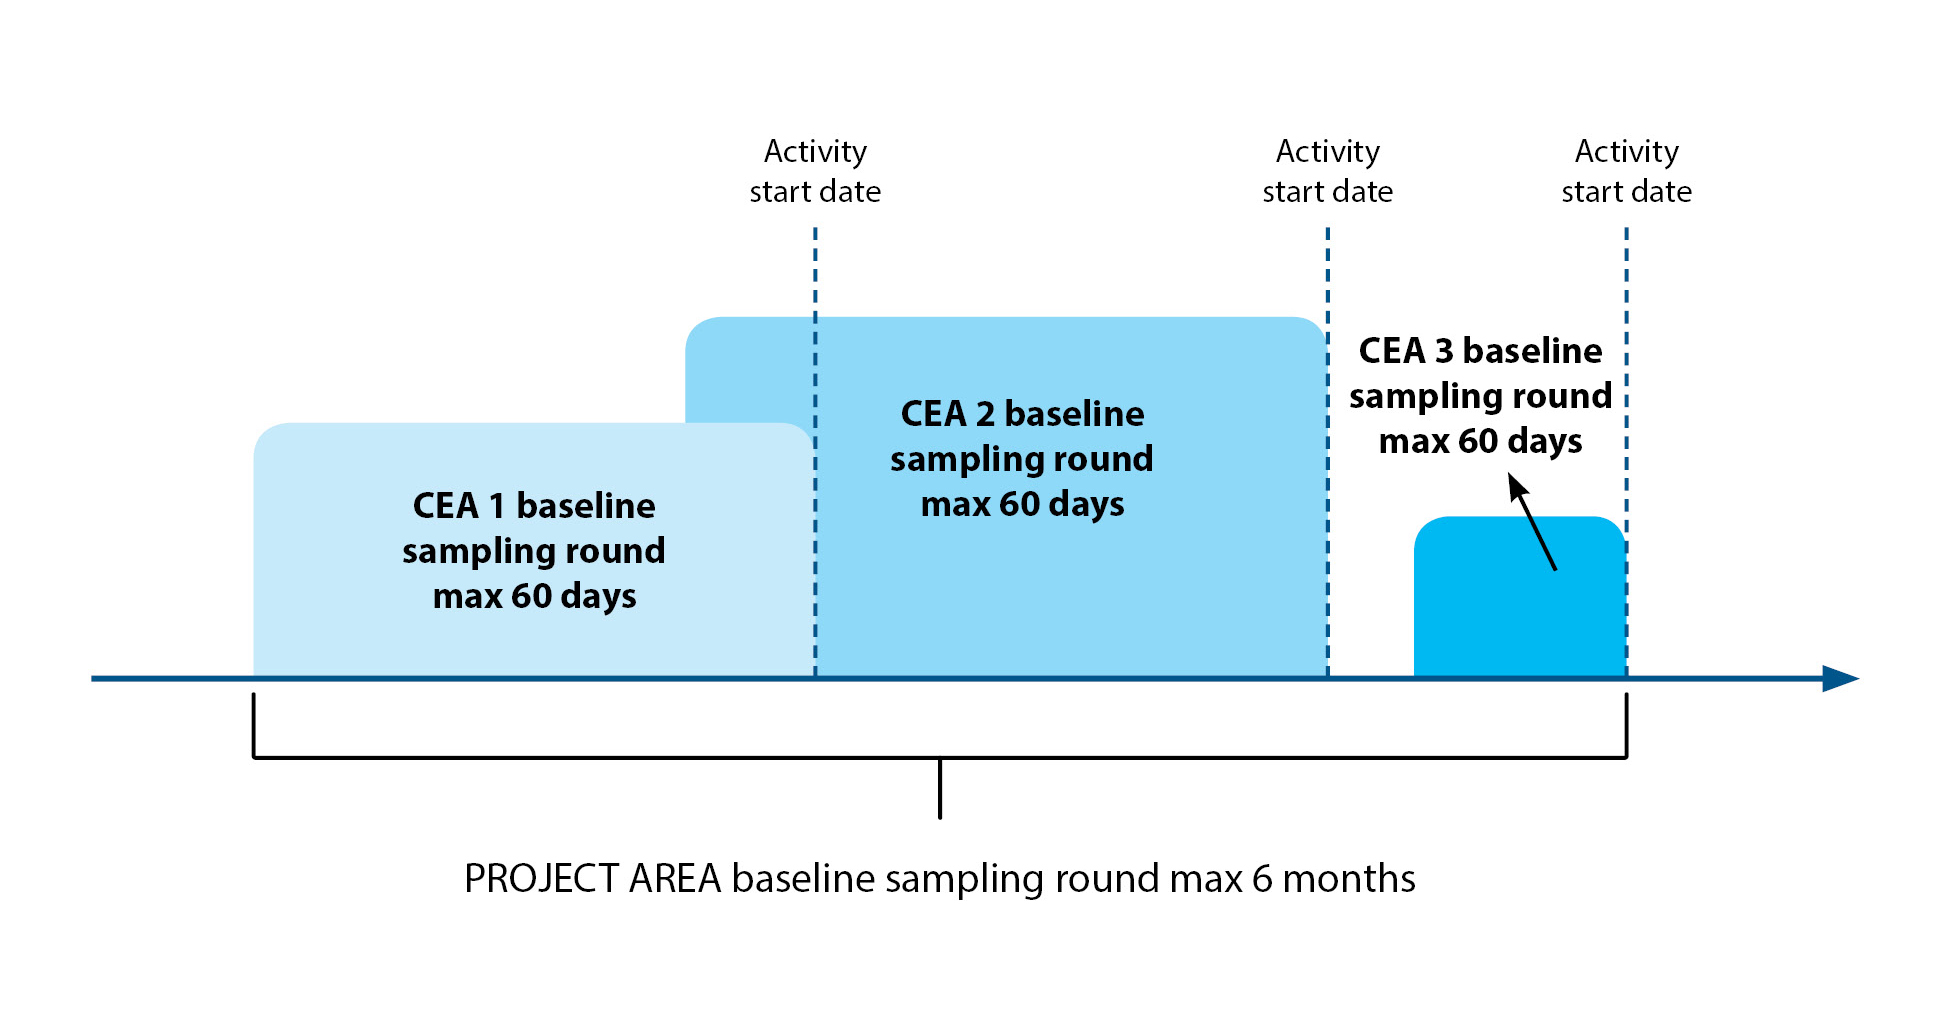 Activity
start date
Activity
start date
Activity
start date
CEA 1 baseline
sampling round
max 60 days
CEA 2 baseline
sampling round
max 60 days
CEA 3 baseline
sampling round
max 60 days
PROJECT AREA baseline sampling round max 6 months